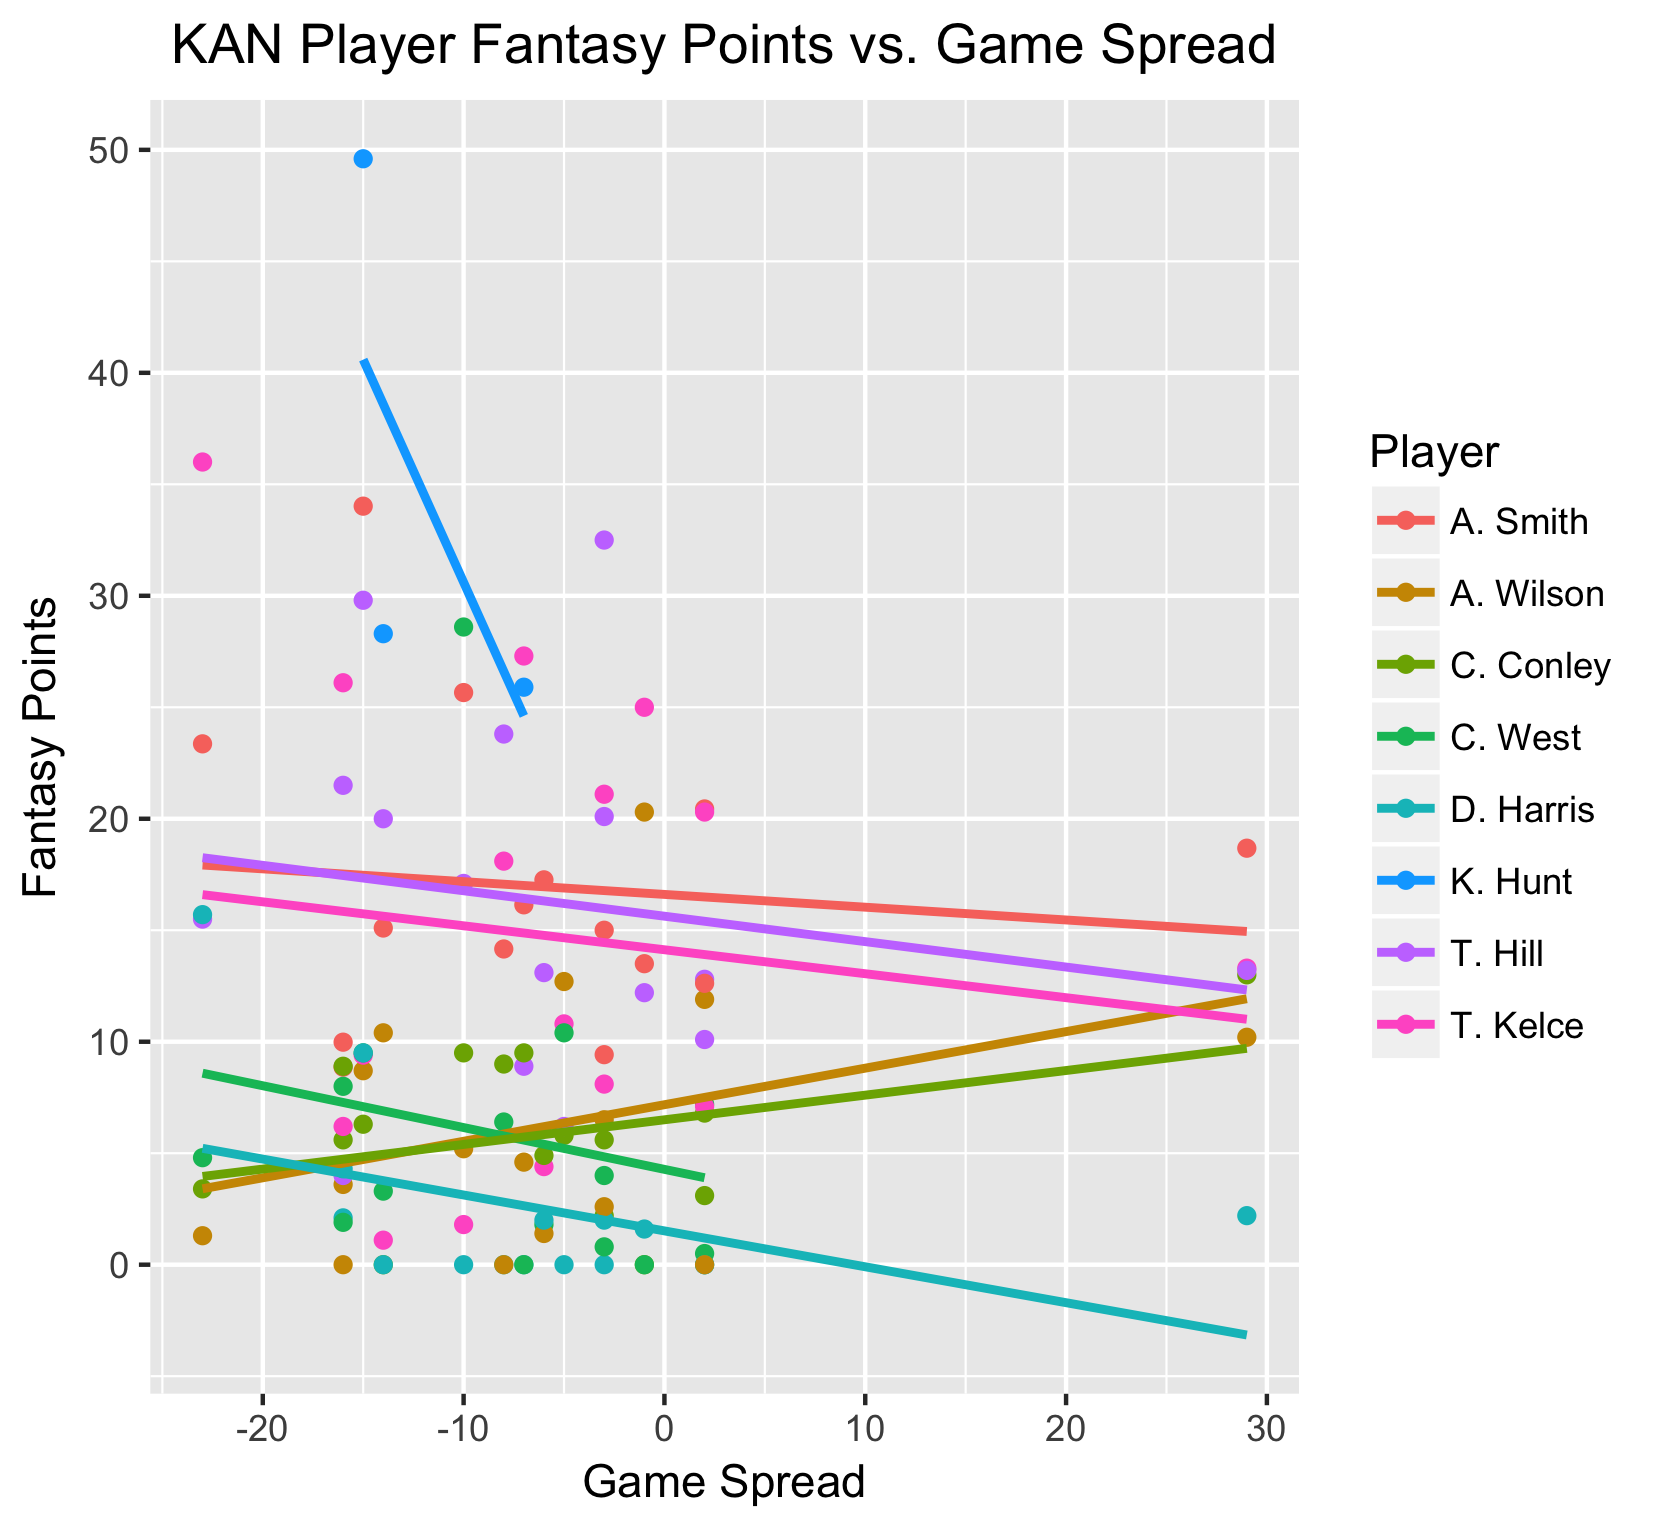 KAN Player Fantasy Points vs. Game Spread
Fantasy Points
50
40
30
20
10
0
-20
-10
0
10
20
30
Game Spread
Player
A. Smith
A. Wilson
C. Conley
C. West
D. Harris
K. Hunt
T. Hill
T. Kelce